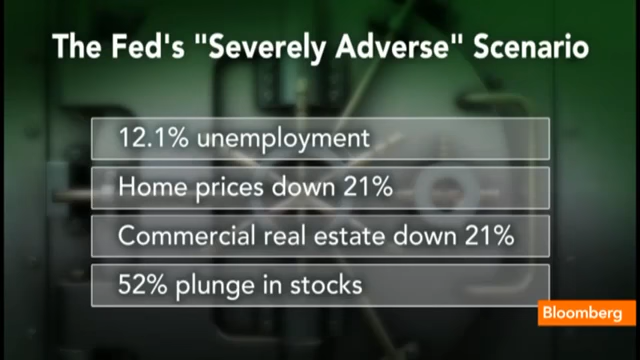 The Fed's "Severely Adverse" Scenario
12.1% unemployment
Home prices down 21%
Commercial real estate down 21%
52% plunge in stocks
Bloomberg